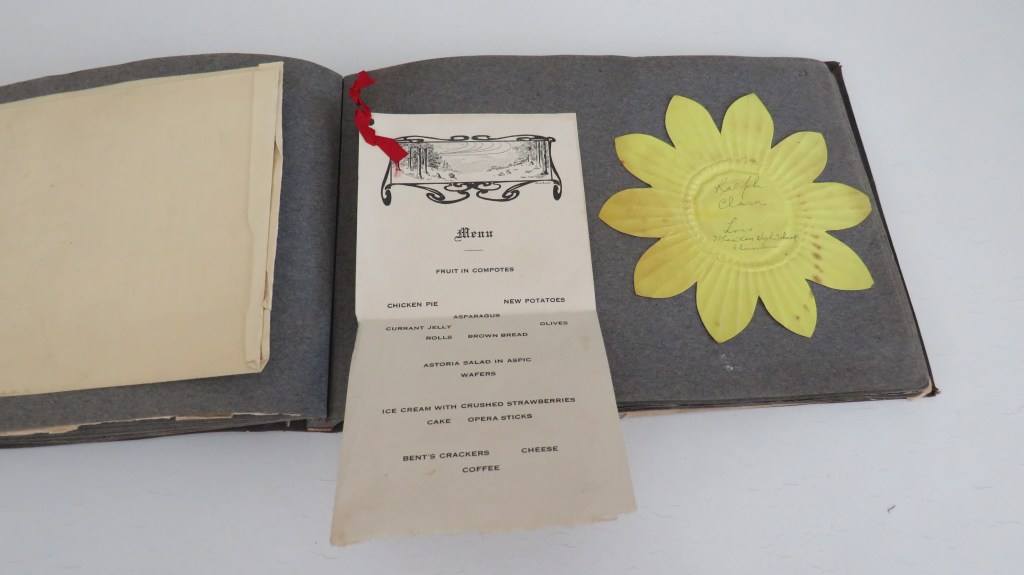 Menu
FRUIT IN COMPOTES
CHICKEN PIE NEW POTATOES
ASPARAGUS
CURRANT JELLY OLIVES
ROLLS BROWN BREAD
ASTORIA SALAD IN ASPIC
WAFERS
ICE CREAM WITH CRUSHED STRAWBERRIES
CAKE OPERA STICKS
BENT'S CRACKERS CHEESE
COFFEE
23
Ralph